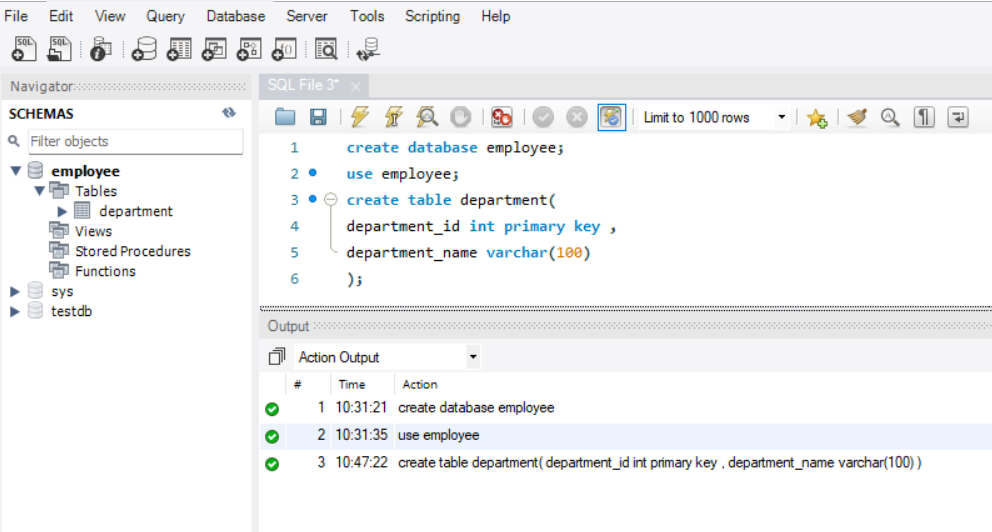 File Edit View Query Database Server Tools Scripting Help
SQL SQL
Navigator
SCHEMAS
Filter objects
employee
Tables
department
Views
Stored Procedures
Functions
sys
testdb
SQL File 3*
Limit to 1000 rows
1 create database employee;
2 use employee;
3 create table department(
4 department_id int primary key ,
5 department_name varchar(100)
6 );
Output
Action Output
# Time Action
1 10:31:21 create database employee
2 10:31:35 use employee
3 10:47:22 create table department( department_id int primary key , department_name varchar(100) )